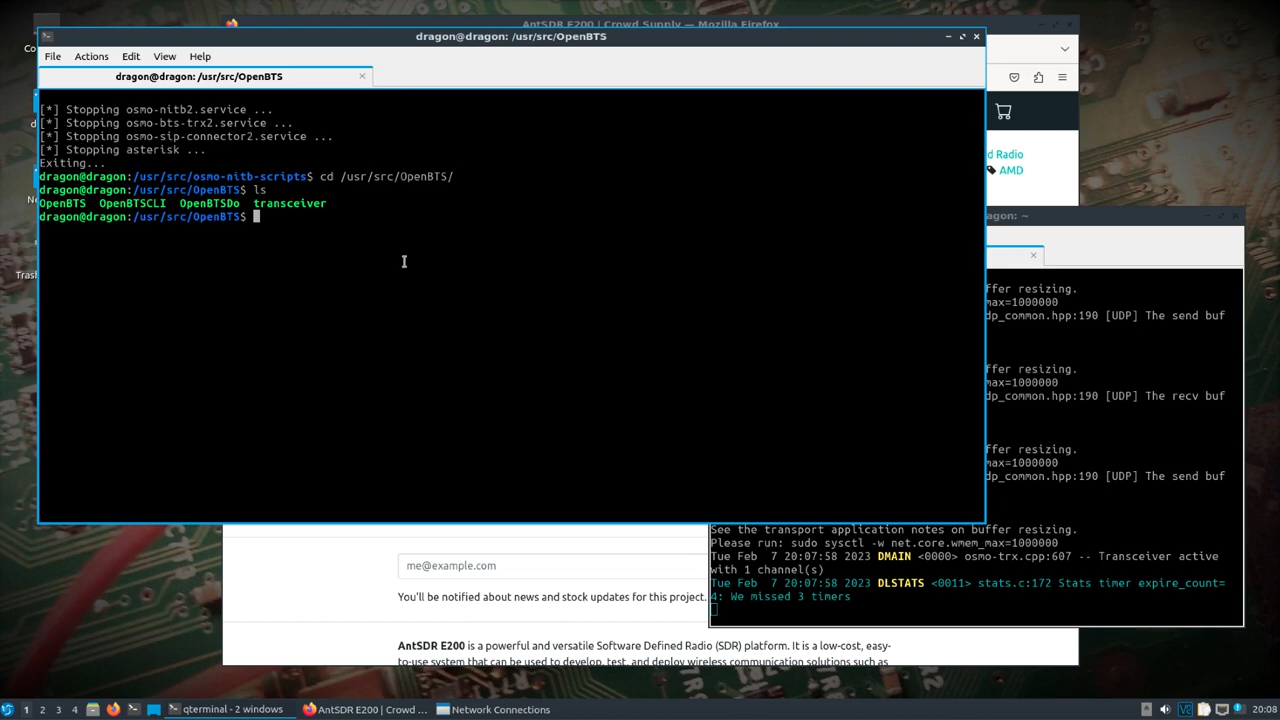 AntSDR E200 | Crowd Supply — Mozilla Firefox
dragon@dragon: /usr/src/OpenBTS
File Actions Edit View Help
dragon@dragon: /usr/src/OpenBTS
[*] Stopping osmo-nitb2.service ...
[*] Stopping osmo-bts-trx2.service ...
[*] Stopping osmo-sip-connector2.service ...
[*] Stopping asterisk ...
Exiting...
dragon@dragon:/usr/src/osmo-nitb-scripts$ cd /usr/src/OpenBTS/
dragon@dragon:/usr/src/OpenBTS$ ls
OpenBTS OpenBTSCLI OpenBTSDo transceiver
dragon@dragon:/usr/src/OpenBTS$
Co
d
Ne
Tras
d Radio
AMD
agon: ~
ffer resizing.
max=1000000
dp_common.hpp:190 [UDP] The send buf
ffer resizing.
max=1000000
dp_common.hpp:190 [UDP] The recv buf
ffer resizing.
max=1000000
dp_common.hpp:190 [UDP] The send buf
See the transport application notes on buffer resizing.
Please run: sudo sysctl -w net.core.wmem_max=1000000
Tue Feb  7 20:07:58 2023 DMAIN <0000> osmo-trx.cpp:607 -- Transceiver active
with 1 channel(s)
Tue Feb  7 20:07:58 2023 DLSTATS <0011> stats.c:172 Stats timer expire_count=
4: We missed 3 timers
me@example.com
You'll be notified about news and stock updates for this project.
AntSDR E200 is a powerful and versatile Software Defined Radio (SDR) platform. It is a low-cost, easy-
to-use system that can be used to develop, test, and deploy wireless communication solutions such as
1 2 3 4 qterminal - 2 windows AntSDR E200 | Crowd ... Network Connections 20:08